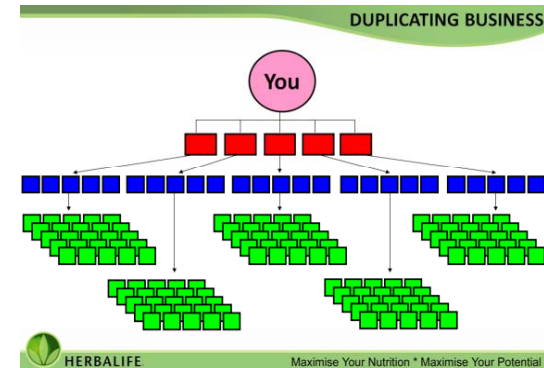 DUPLICATING BUSINESS
You
HERBALIFE
Maximise Your Nutrition * Maximise Your Potential